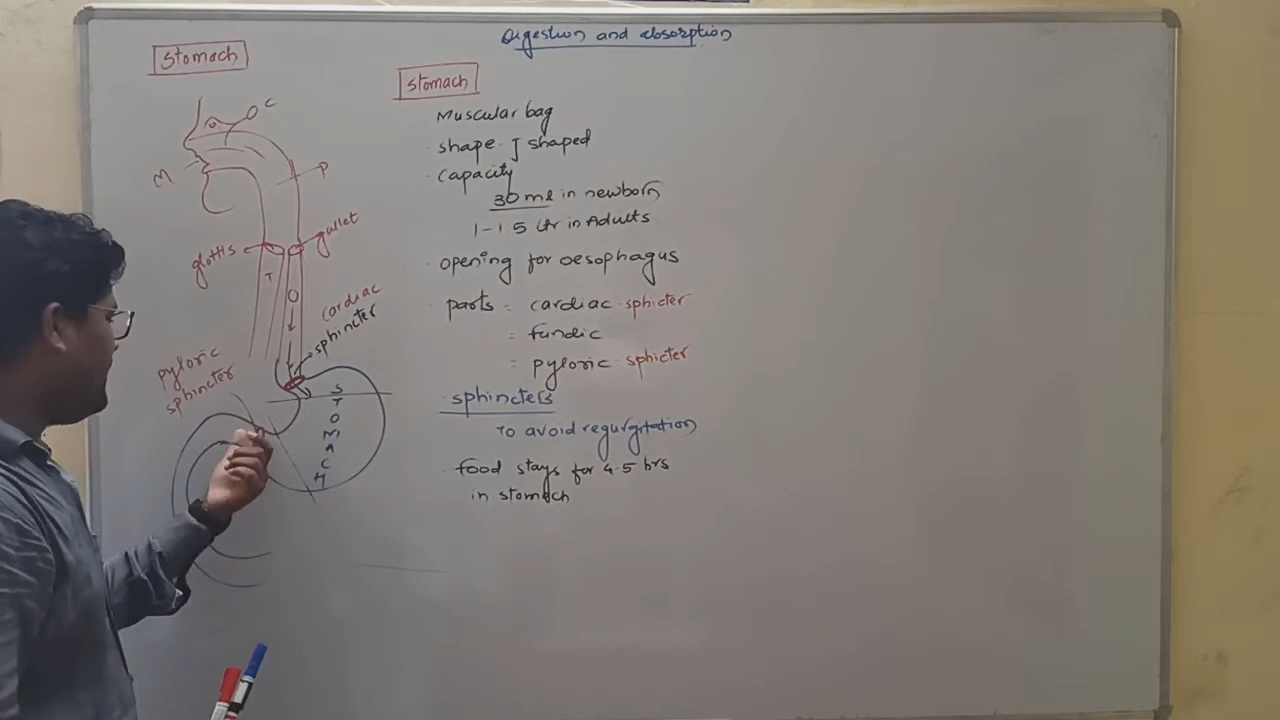 Digestion and absorption
Stomach
C
M
P
glottis
gullet
T
O
cardiac
sphincter
pyloric
sphincter
STOMACH
Stomach
Muscular bag
shape - J shaped
capacity
30 ml in newborn
1-1.5 Ltr in Adults
opening for oesophagus
parts = cardiac sphicter
= fundic
= pyloric sphicter
sphincters
To avoid regurgitation
food stays for 4-5 hrs
in stomach